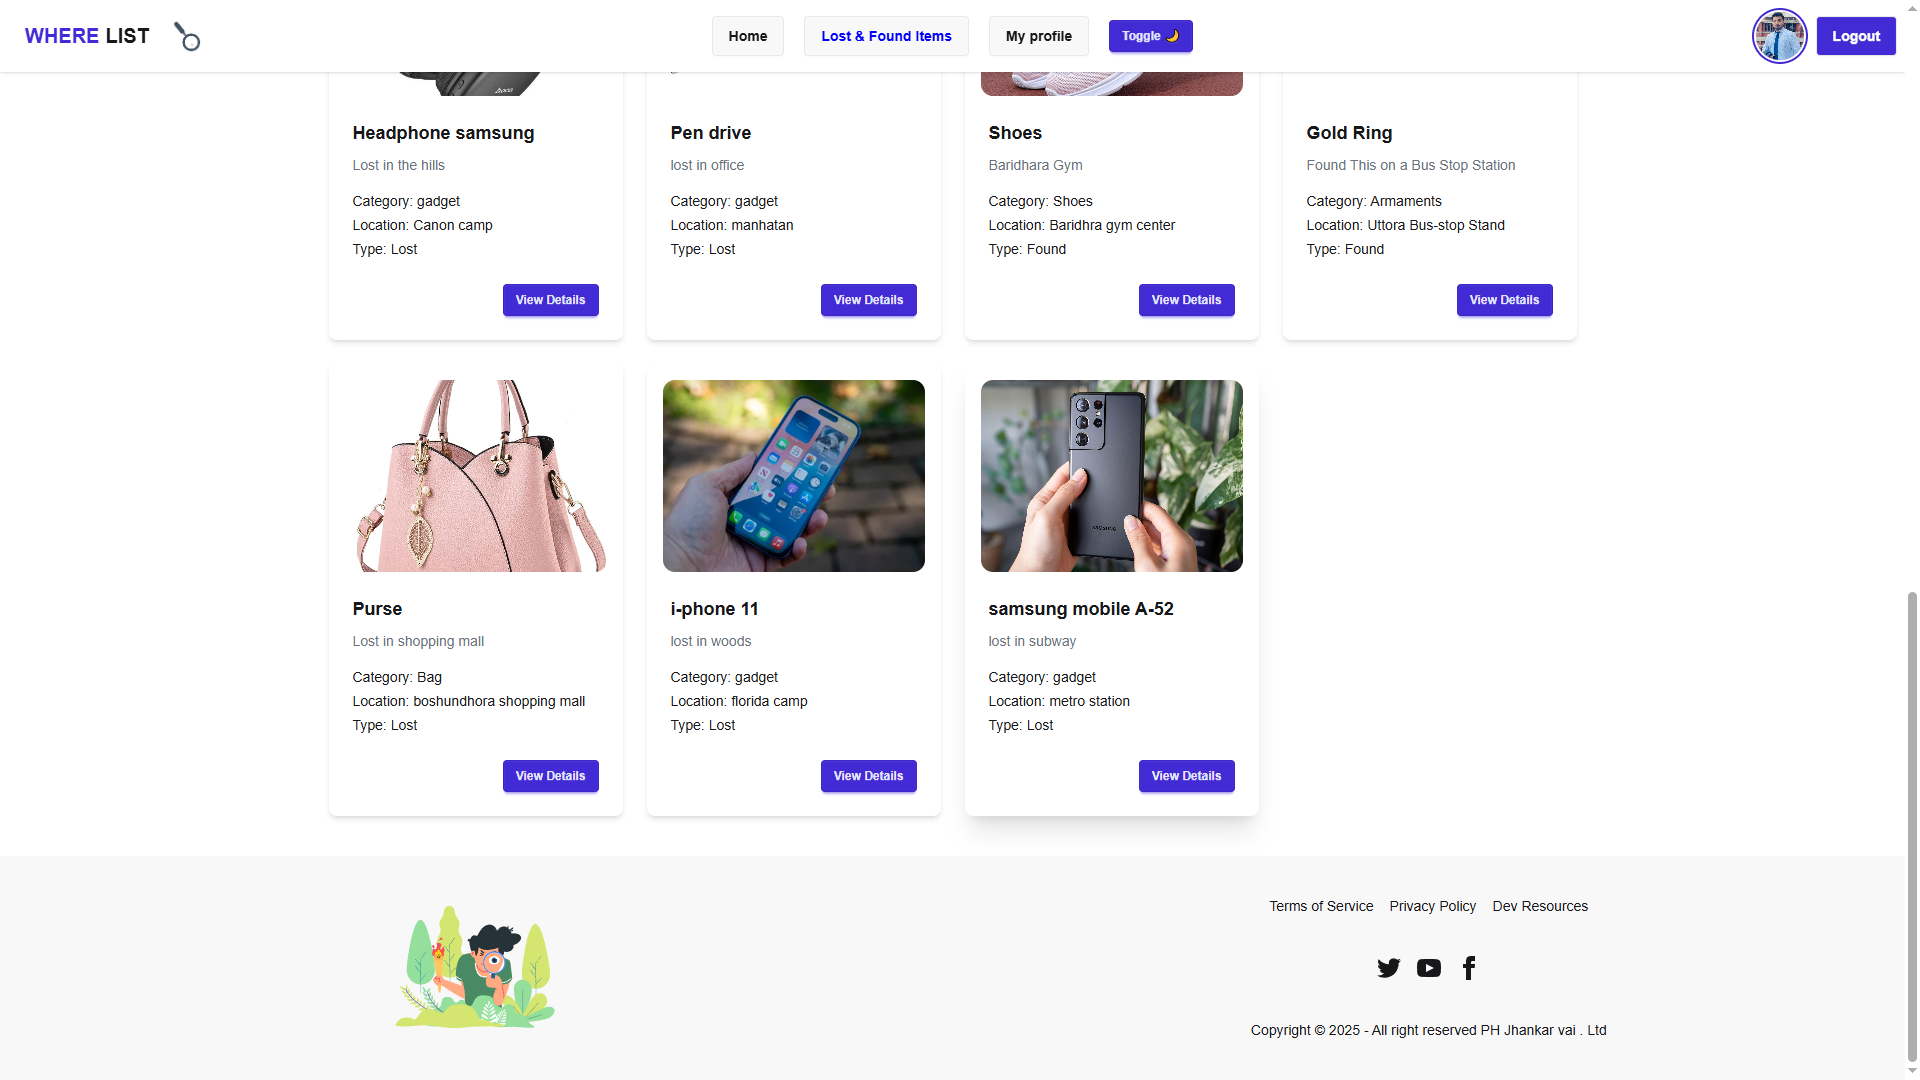 WHERE LIST
Home
Lost & Found Items
My profile
Toggle 🌙
Logout
hoco
Headphone samsung
Lost in the hills
Category: gadget
Location: Canon camp
Type: Lost
View Details
Pen drive
lost in office
Category: gadget
Location: manhatan
Type: Lost
View Details
Shoes
Baridhara Gym
Category: Shoes
Location: Baridhra gym center
Type: Found
View Details
Gold Ring
Found This on a Bus Stop Station
Category: Armaments
Location: Uttora Bus-stop Stand
Type: Found
View Details
Purse
Lost in shopping mall
Category: Bag
Location: boshundhora shopping mall
Type: Lost
View Details
i-phone 11
lost in woods
Category: gadget
Location: florida camp
Type: Lost
View Details
SAMSUNG
samsung mobile A-52
lost in subway
Category: gadget
Location: metro station
Type: Lost
View Details
Terms of Service
Privacy Policy
Dev Resources
Copyright © 2025 - All right reserved PH Jhankar vai . Ltd